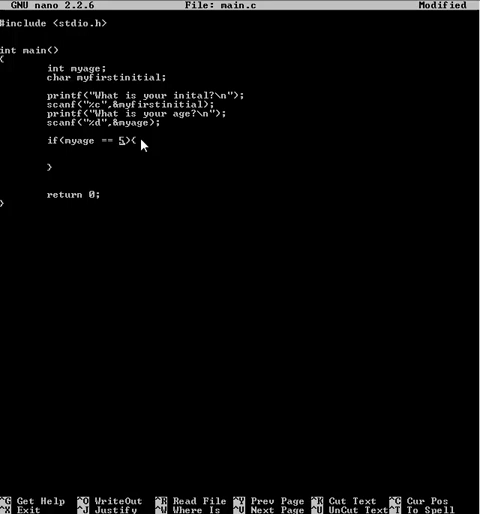 GNU nano 2.2.6 File: main.c Modified
#include <stdio.h>
int main()
{
int myage;
char myfirstinitial;
printf("What is your inital?\n");
scanf("%c",&myfirstinitial);
printf("What is your age?\n");
scanf("%d",&myage);
if(myage == 5){
}
return 0;
}
^G Get Help ^O WriteOut ^R Read File ^Y Prev Page ^K Cut Text ^C Cur Pos
^X Exit ^J Justify ^W Where Is ^V Next Page ^U UnCut Text ^T To Spell